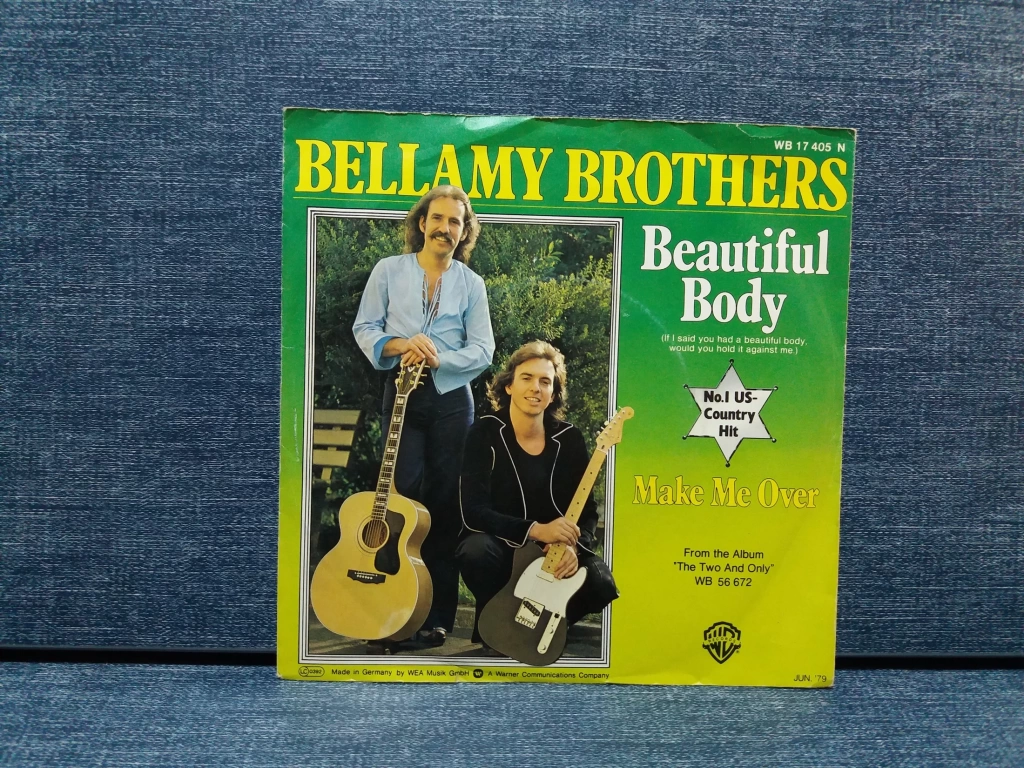 WB 17 405 N
BELLAMY BROTHERS
Beautiful
Body
(If I said you had a beautiful body,
would you hold it against me.)
No.1 US-
Country
Hit
Make Me Over
From the Album
"The Two And Only"
WB 56 672
Made in Germany by WEA Musik GmbH A Warner Communications Company
JUN. '79